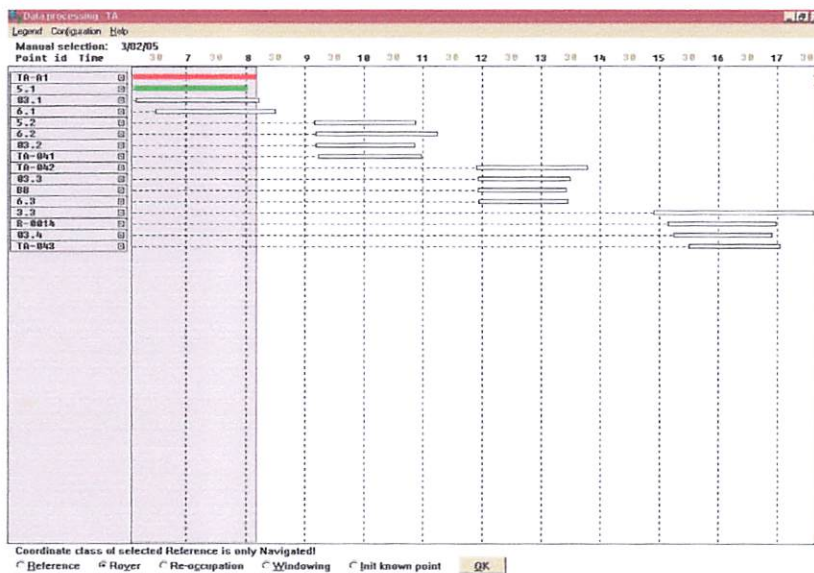 Data processing - TA
Legend Configuration Help
Manual selection: 3/02/05
Point id Time 30 7 30 8 30 9 30 10 30 11 30 12 30 13 30 14 30 15 30 16 30 17 30
TA-A1
5.1
03.1
6.1
5.2
6.2
03.2
TA-041
TA-042
03.3
BB
6.3
3.3
R-0014
03.4
TA-043
Coordinate class of selected Reference is only Navigated!
Reference Rover Re-occupation Windowing Init known point OK